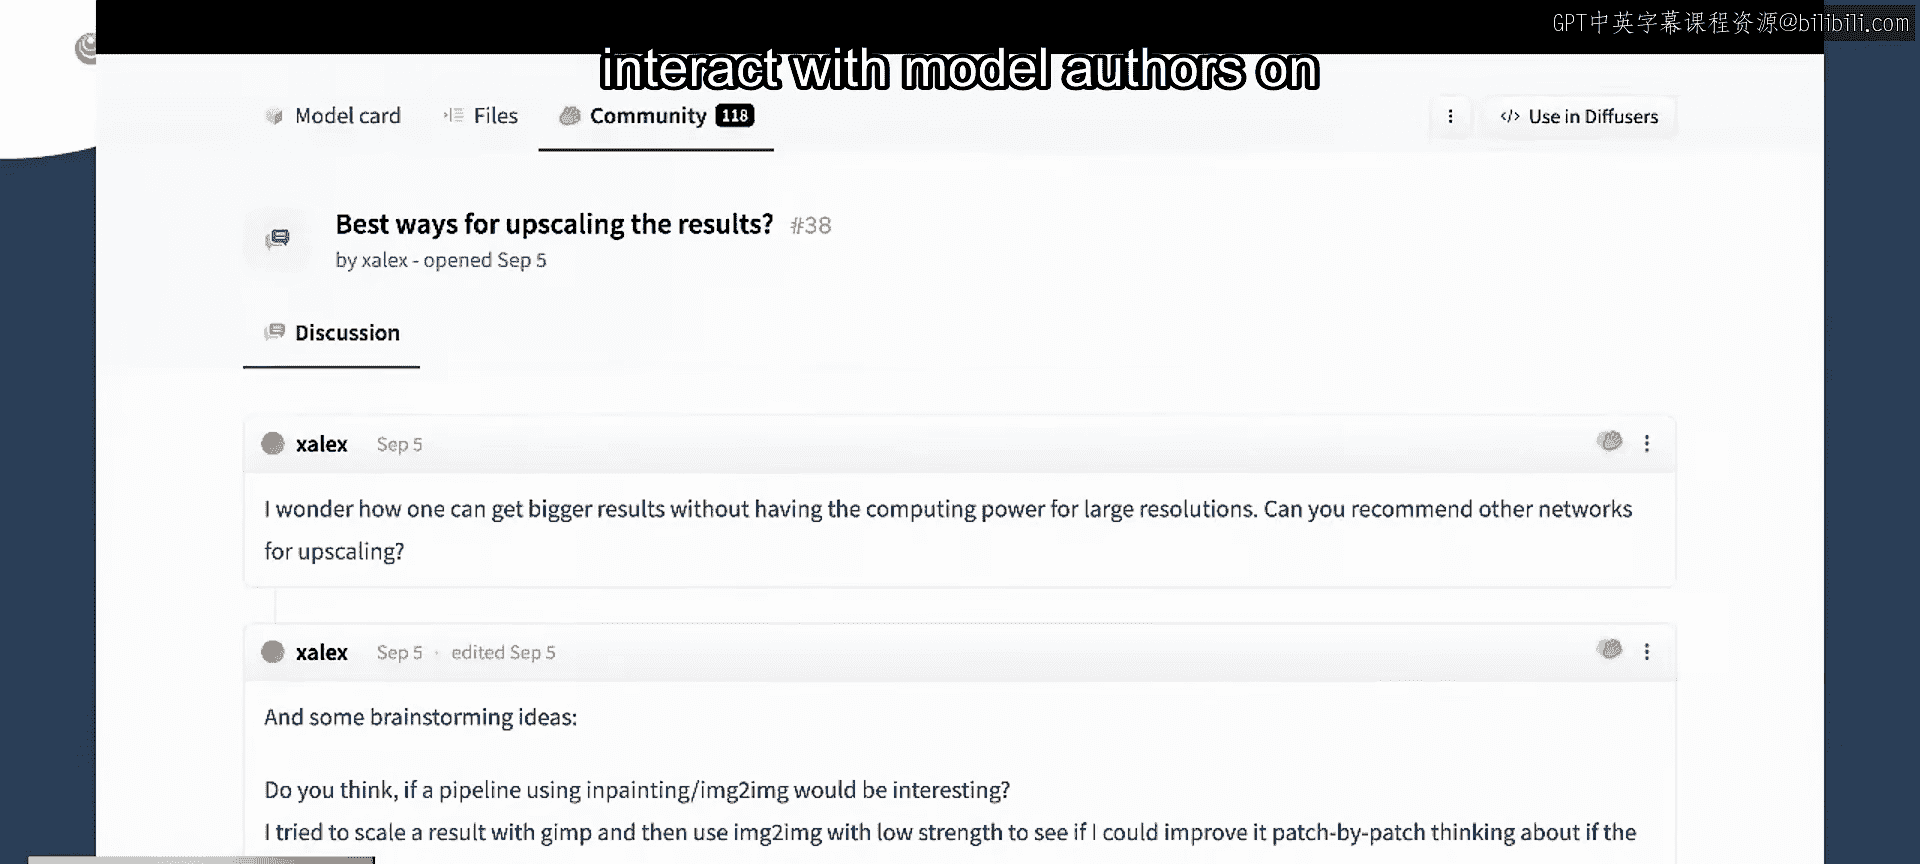 GPT中英字幕课程资源@bilibili.com
interact with model authors on
Model card Files Community 118 Use in Diffusers
Best ways for upscaling the results? #38
by xalex - opened Sep 5
Discussion
xalex Sep 5
I wonder how one can get bigger results without having the computing power for large resolutions. Can you recommend other networks
for upscaling?
xalex Sep 5 · edited Sep 5
And some brainstorming ideas:
Do you think, if a pipeline using inpainting/img2img would be interesting?
I tried to scale a result with gimp and then use img2img with low strength to see if I could improve it patch-by-patch thinking about if the